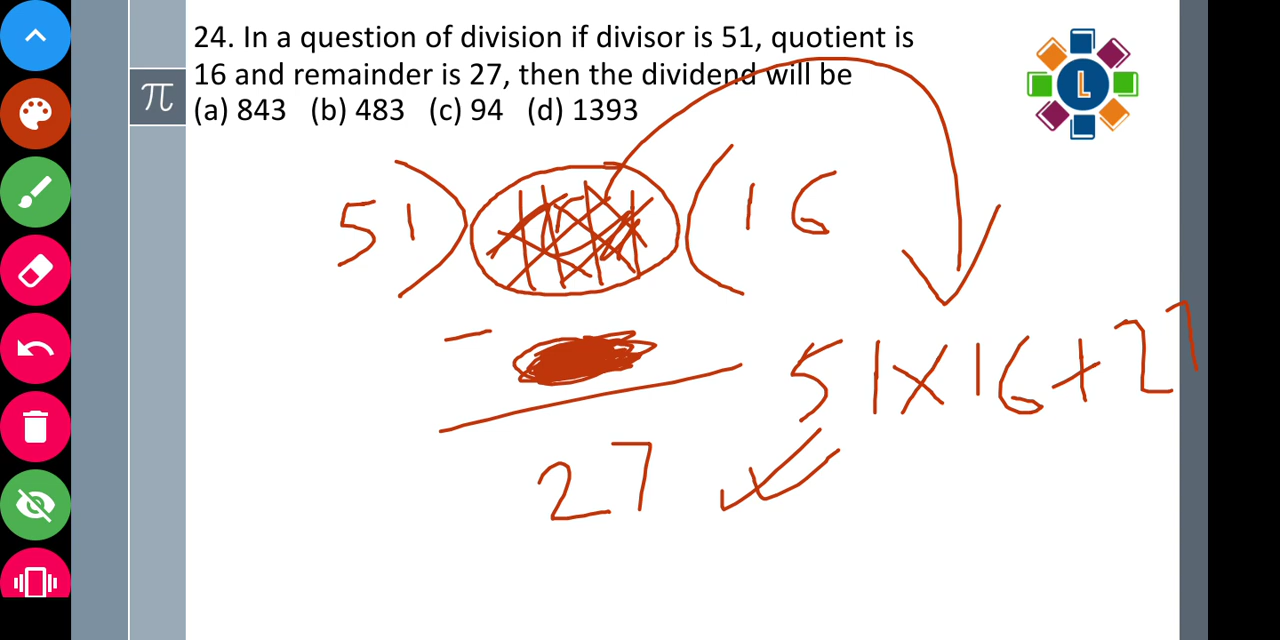 24. In a question of division if divisor is 51, quotient is
16 and remainder is 27, then the dividend will be
(a) 843 (b) 483 (c) 94 (d) 1393
π
L
51) (16
51×16+27
27